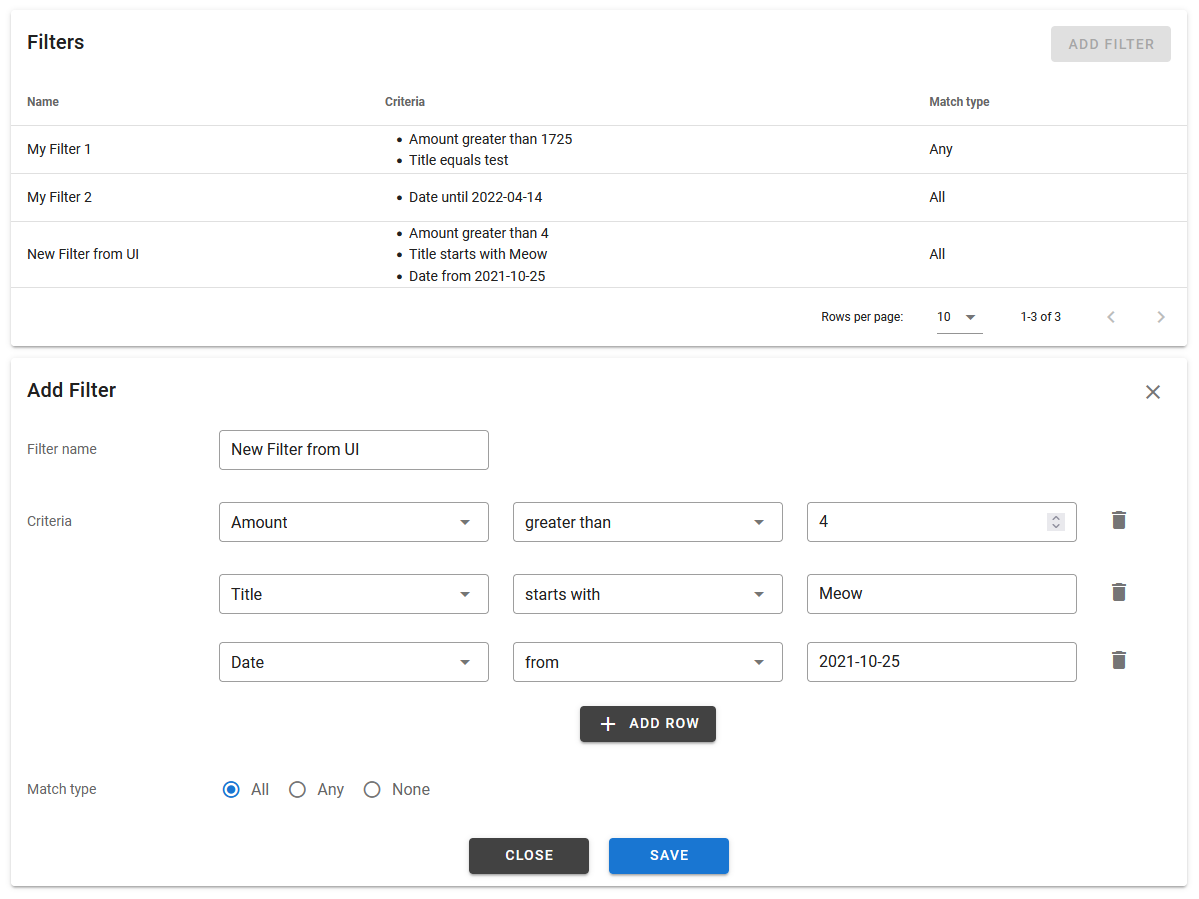 Filters
ADD FILTER
Name Criteria Match type
My Filter 1
• Amount greater than 1725
• Title equals test
Any
My Filter 2
• Date until 2022-04-14
All
New Filter from UI
• Amount greater than 4
• Title starts with Meow
• Date from 2021-10-25
All
Rows per page: 10 1-3 of 3
Add Filter
Filter name New Filter from UI
Criteria Amount greater than 4
Title starts with Meow
Date from 2021-10-25
ADD ROW
Match type All Any None
CLOSE SAVE